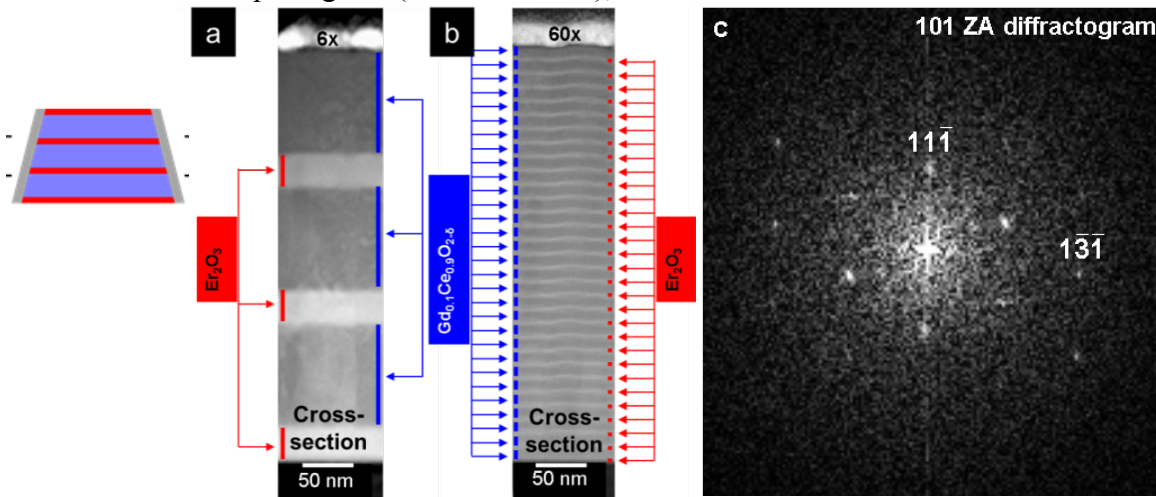 a
6x
b
60x
c
101 ZA diffractogram
111̅
13̅1̅
Er₂O₃
Gd₀.₁Ce₀.₉O₂₋δ
Er₂O₃
Cross-
section
50 nm
Cross-
section
50 nm